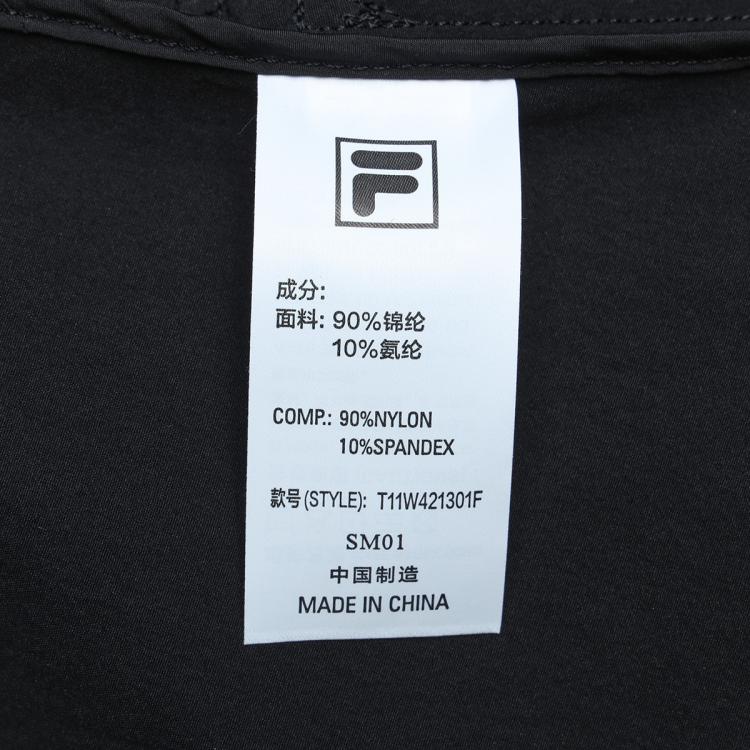 F
成分:
面料: 90%锦纶
10%氨纶
COMP.: 90%NYLON
10%SPANDEX
款号(STYLE): T11W421301F
SM01
中国制造
MADE IN CHINA